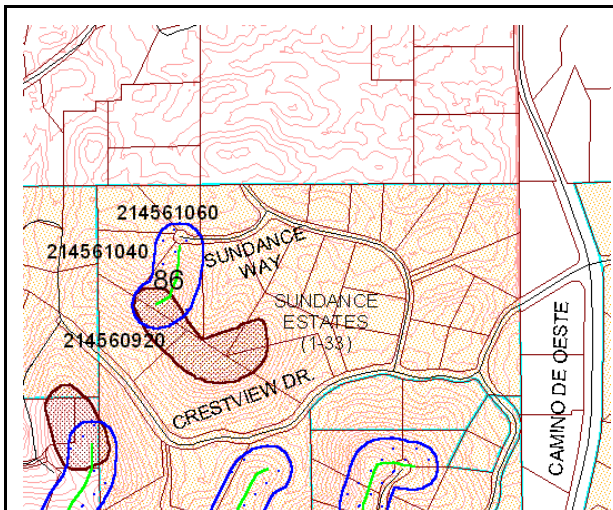 214561060
214561040
SUNDANCE
WAY
86
SUNDANCE
ESTATES
(1-33)
214560920
CRESTVIEW DR.
CAMINO DE OESTE